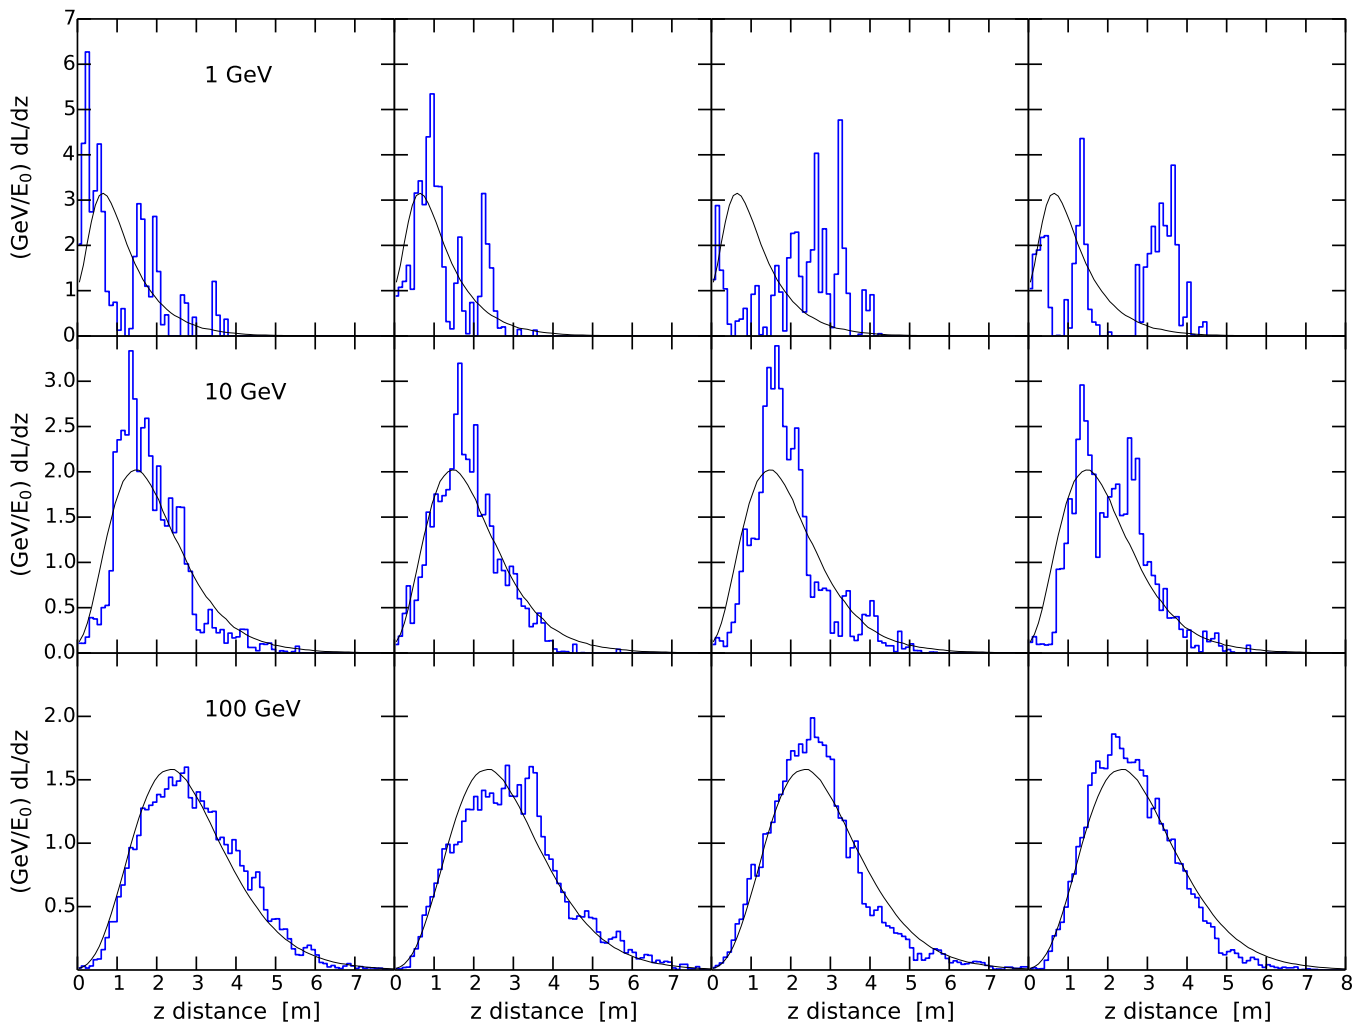 7
6
5
4
3
2
1
0
(GeV/E0) dL/dz
1 GeV
3.0
2.5
2.0
1.5
1.0
0.5
0.0
(GeV/E0) dL/dz
10 GeV
2.0
1.5
1.0
0.5
(GeV/E0) dL/dz
100 GeV
0 1 2 3 4 5 6 7 0 1 2 3 4 5 6 7 0 1 2 3 4 5 6 7 0 1 2 3 4 5 6 7 8
z distance [m] z distance [m] z distance [m] z distance [m]